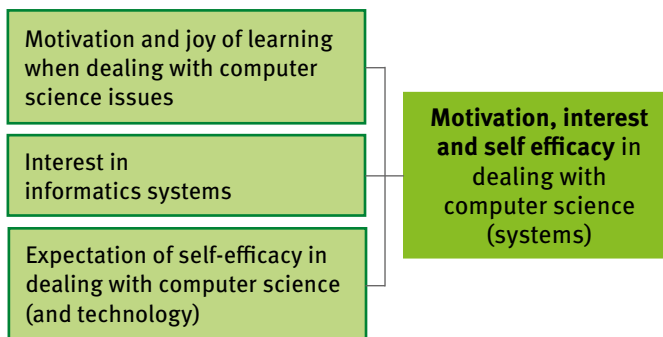 Motivation and joy of learning
when dealing with computer
science issues
Interest in
informatics systems
Expectation of self-efficacy in
dealing with computer science
(and technology)
Motivation, interest
and self efficacy in
dealing with
computer science
(systems)